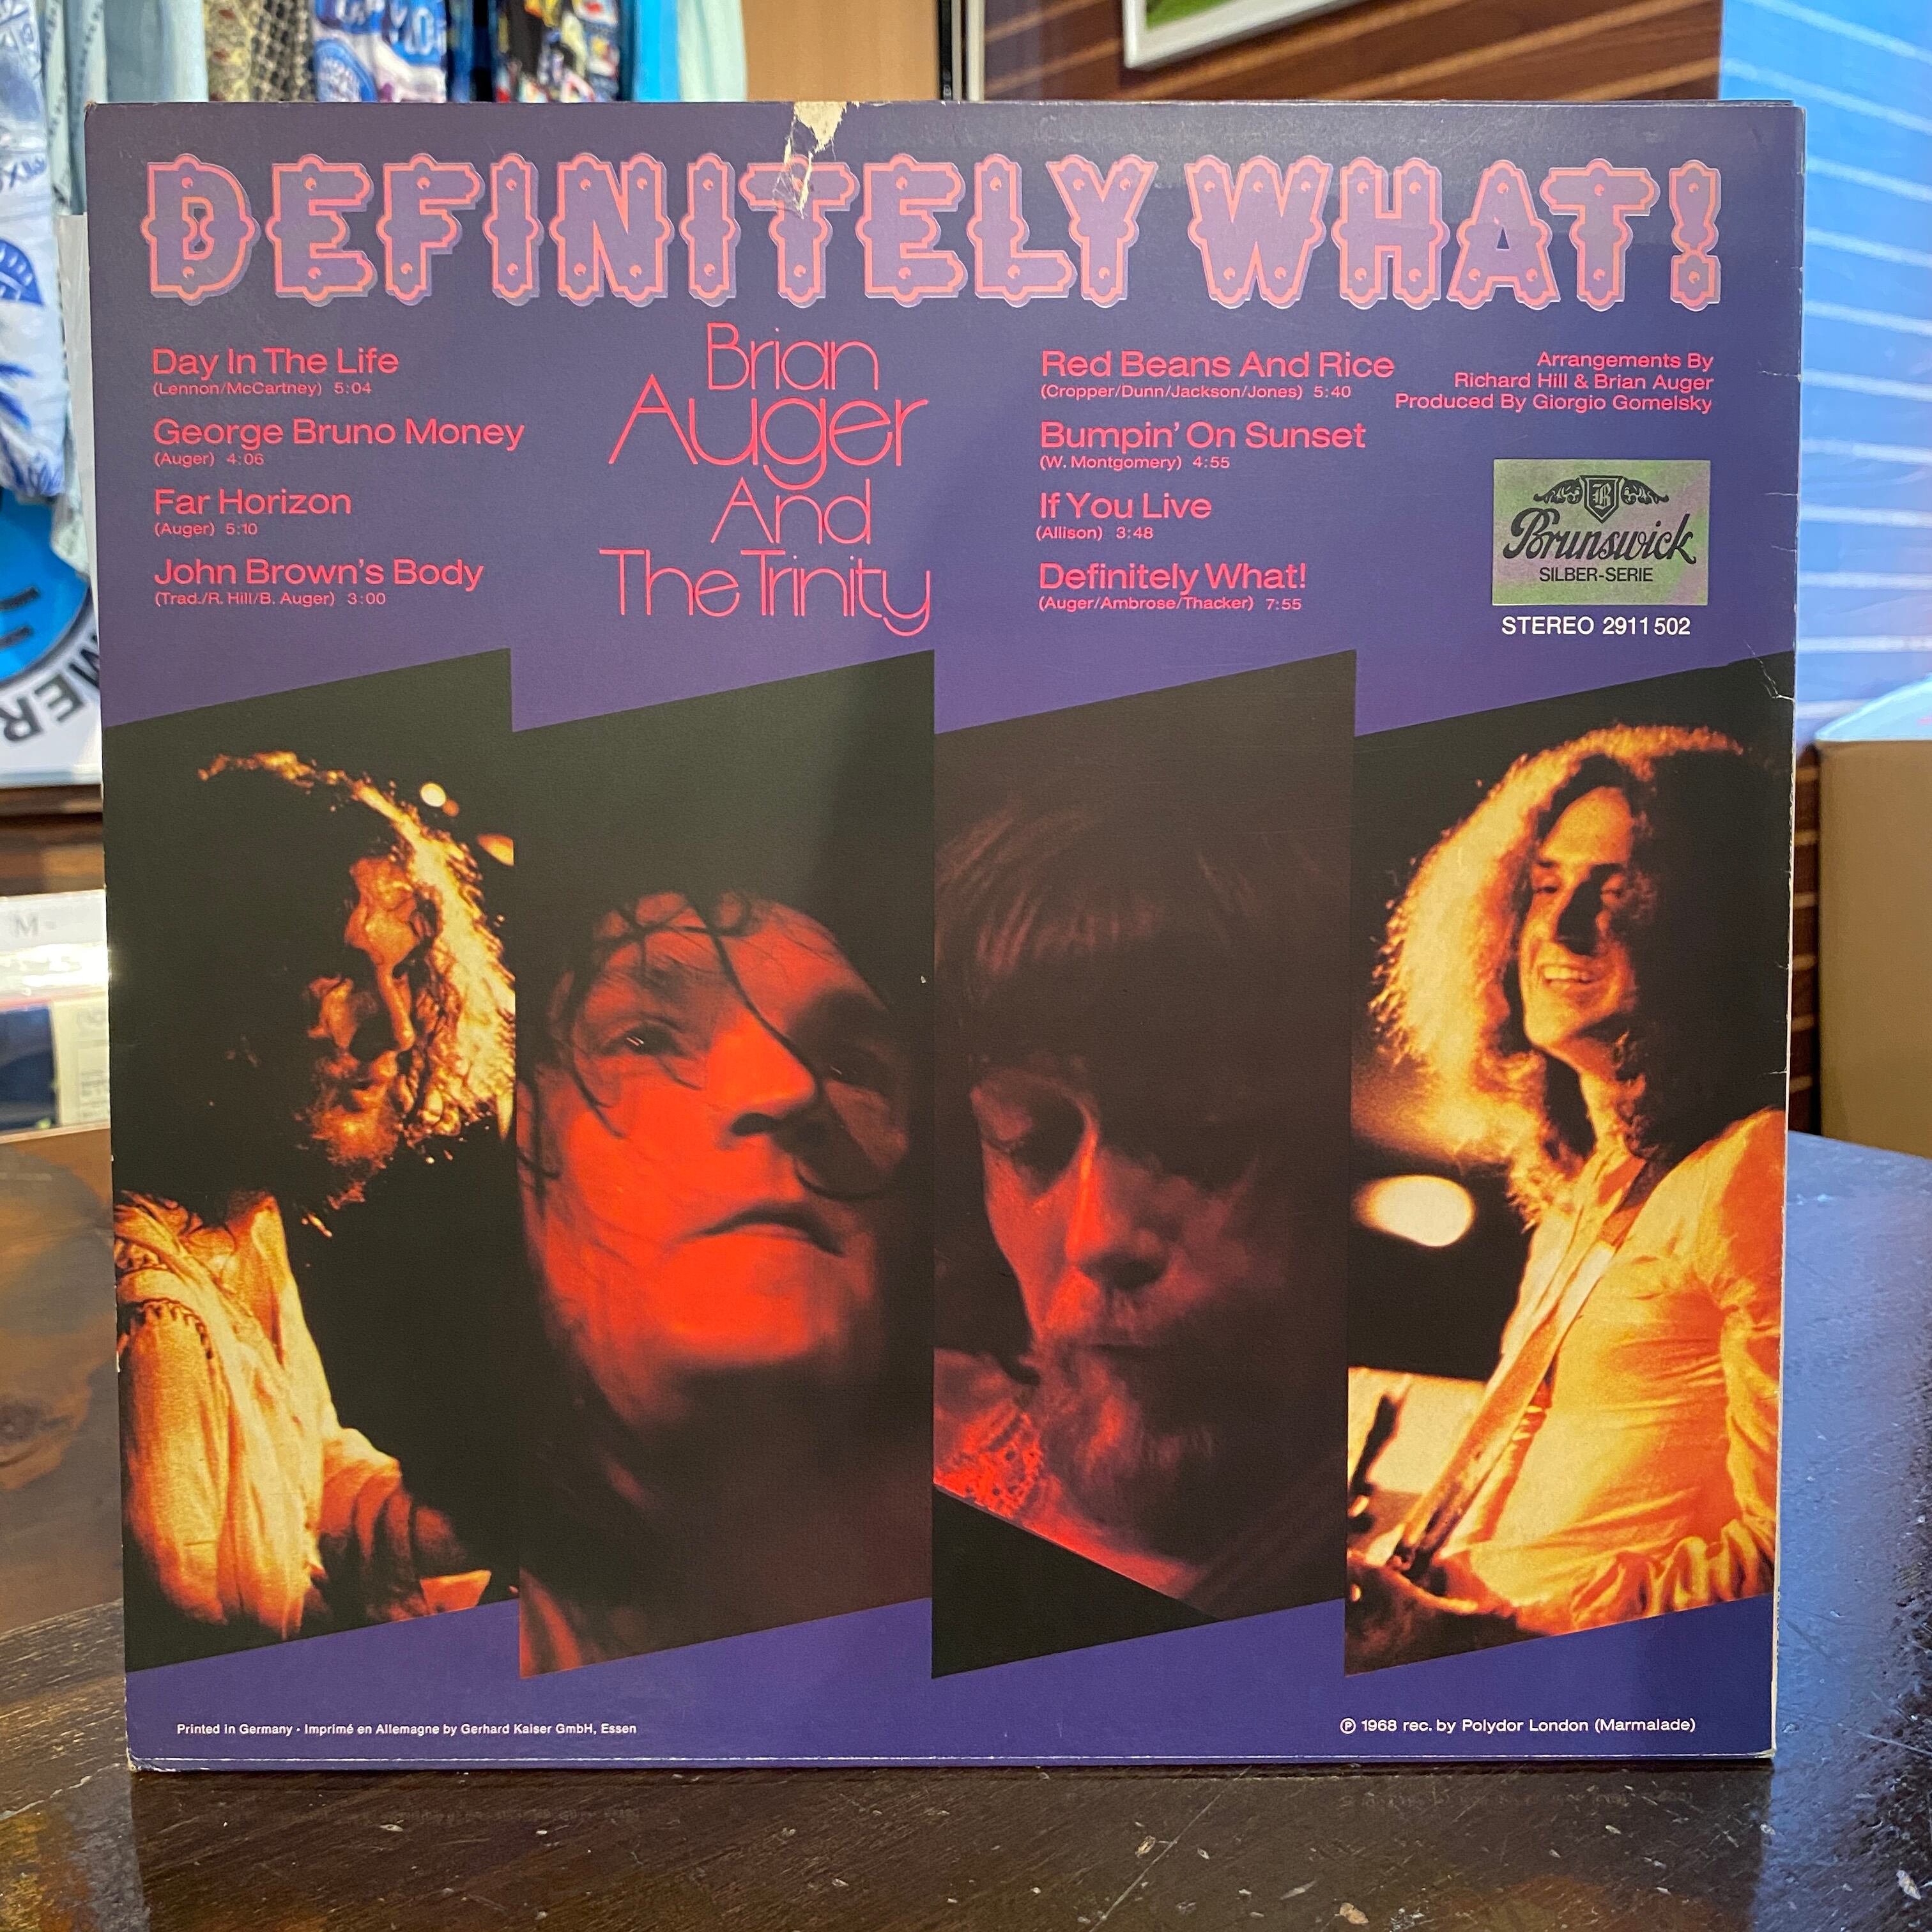 DEFINITELY WHAT!
Day In The Life
(Lennon/McCartney) 5:04
George Bruno Money
(Auger) 4:06
Far Horizon
(Auger) 5:10
John Brown's Body
(Trad./R. Hill/B. Auger) 3:00
Brian
Auger
And
The Trinity
Red Beans And Rice
(Cropper/Dunn/Jackson/Jones) 5:40
Bumpin' On Sunset
(W. Montgomery) 4:55
If You Live
(Allison) 3:48
Definitely What!
(Auger/Ambrose/Thacker) 7:55
Arrangements By
Richard Hill & Brian Auger
Produced By Giorgio Gomelsky
B
Brunswick
SILBER-SERIE
STEREO 2911 502
Printed in Germany · Imprimé en Allemagne by Gerhard Kaiser GmbH, Essen
Ⓟ 1968 rec. by Polydor London (Marmalade)
M-